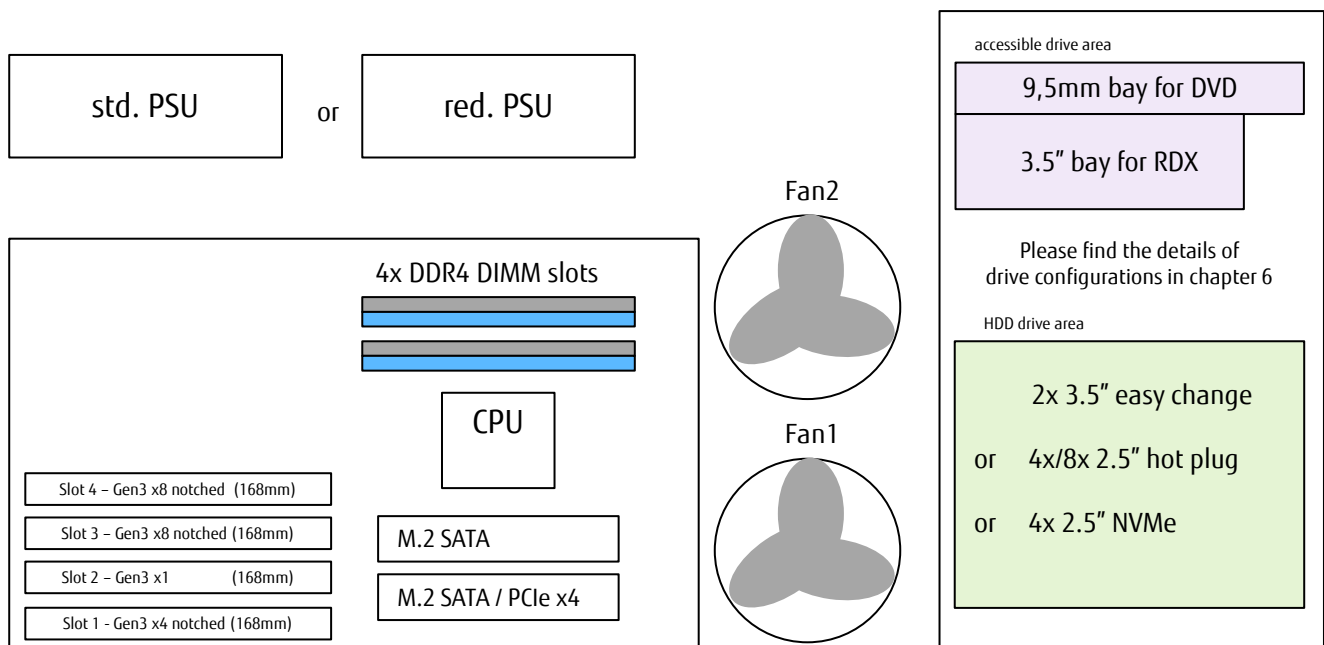 std. PSU
or
red. PSU
4x DDR4 DIMM slots
CPU
Slot 4 – Gen3 x8 notched (168mm)
Slot 3 – Gen3 x8 notched (168mm)
Slot 2 – Gen3 x1 (168mm)
Slot 1 - Gen3 x4 notched (168mm)
M.2 SATA
M.2 SATA / PCIe x4
Fan2
Fan1
accessible drive area
9,5mm bay for DVD
3.5” bay for RDX
Please find the details of
drive configurations in chapter 6
HDD drive area
2x 3.5” easy change
or 4x/8x 2.5” hot plug
or 4x 2.5” NVMe